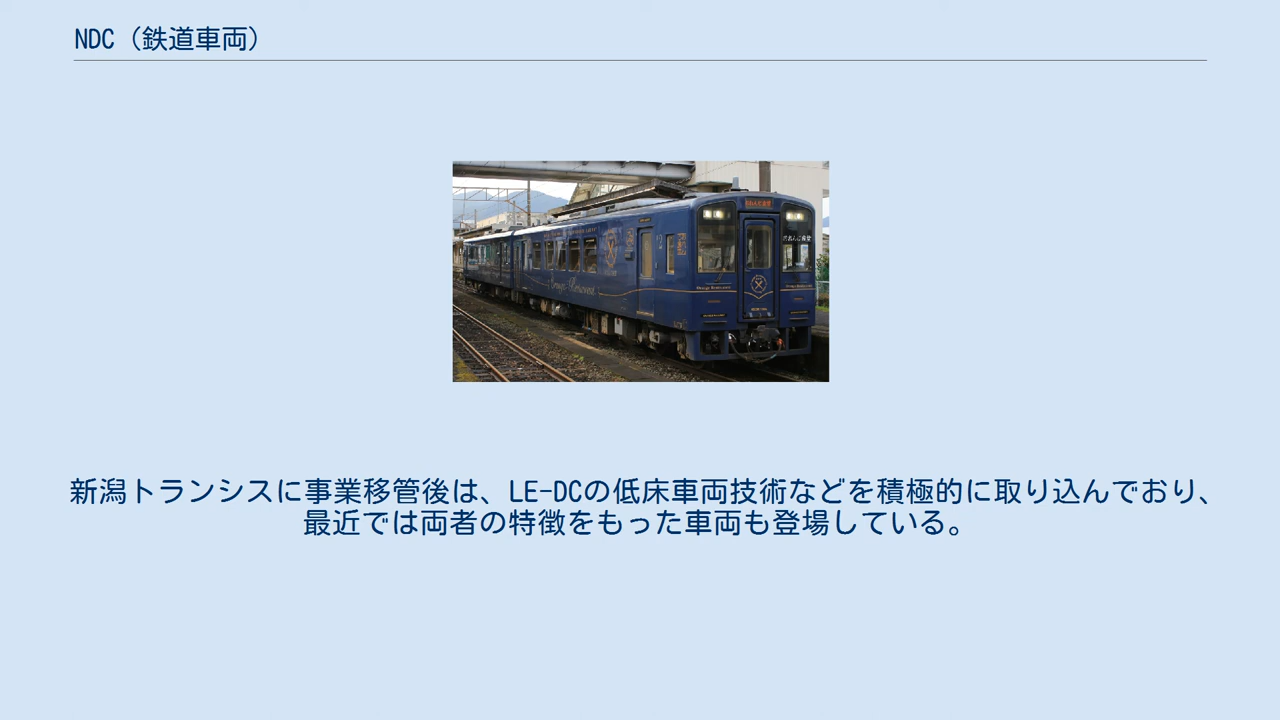 NDC（鉄道車両）
新潟トランシスに事業移管後は、LE-DCの低床車両技術などを積極的に取り込んでおり、
最近では両者の特徴をもった車両も登場している。